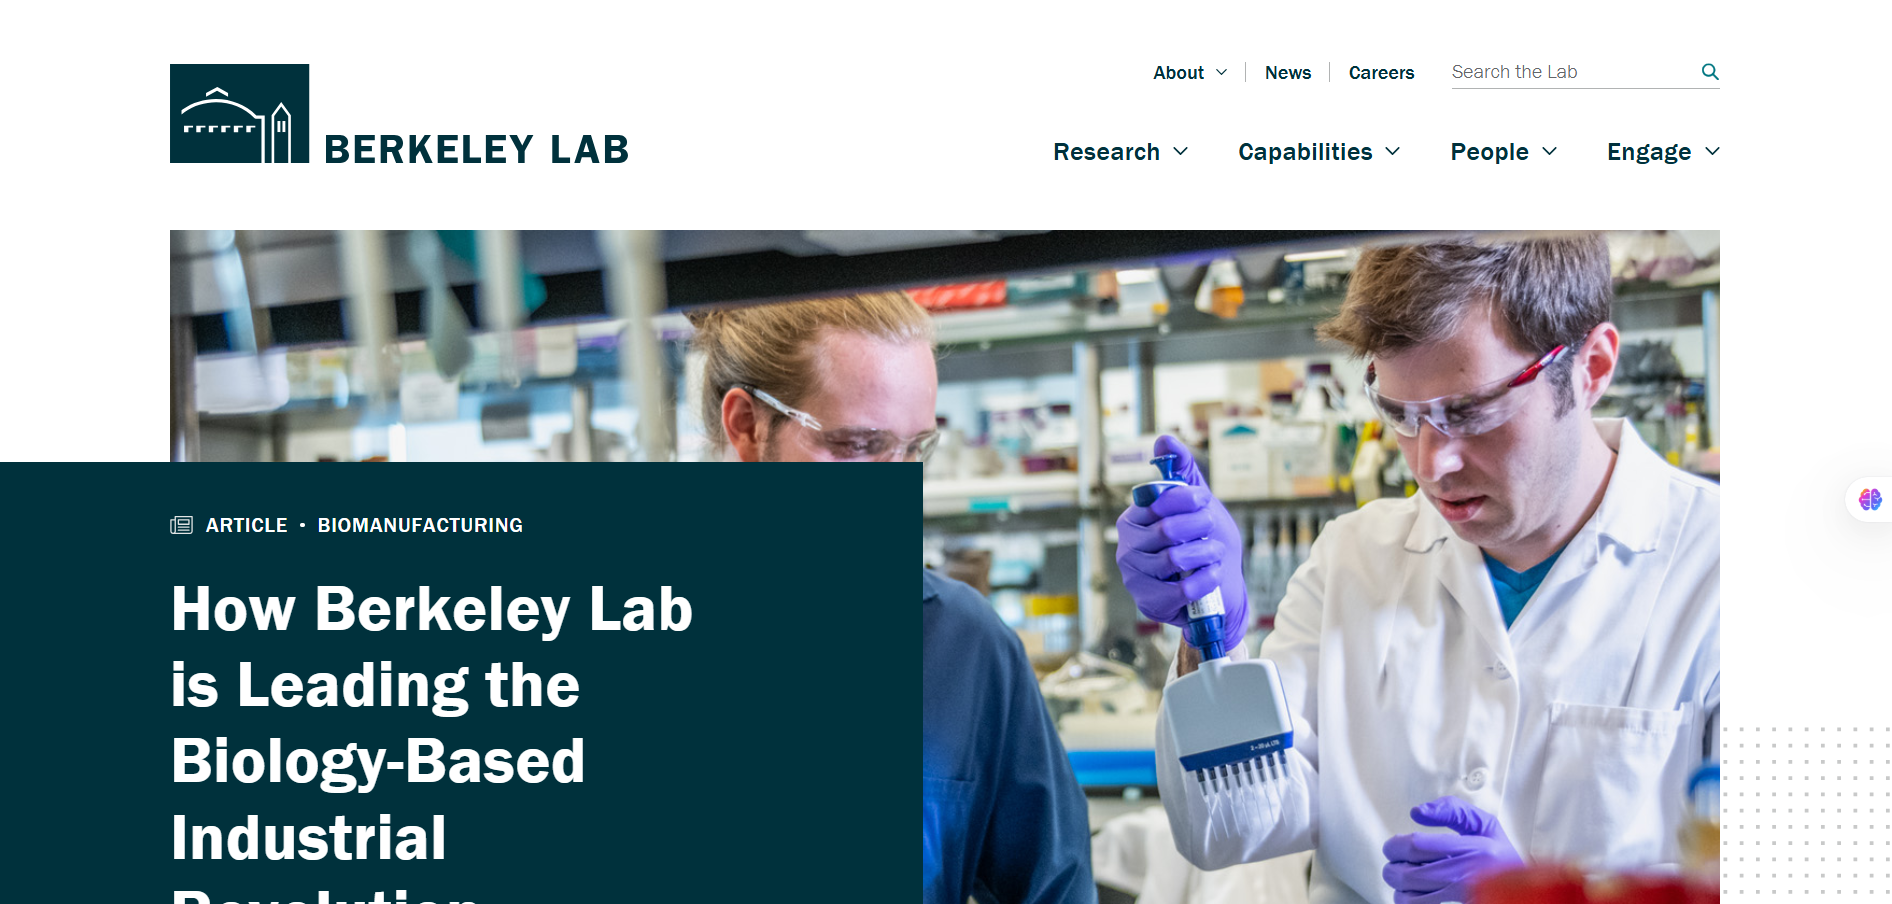 BERKELEY LAB
About
News
Careers
Search the Lab
Research
Capabilities
People
Engage
ARTICLE • BIOMANUFACTURING
How Berkeley Lab
is Leading the
Biology-Based
Industrial
Revolution